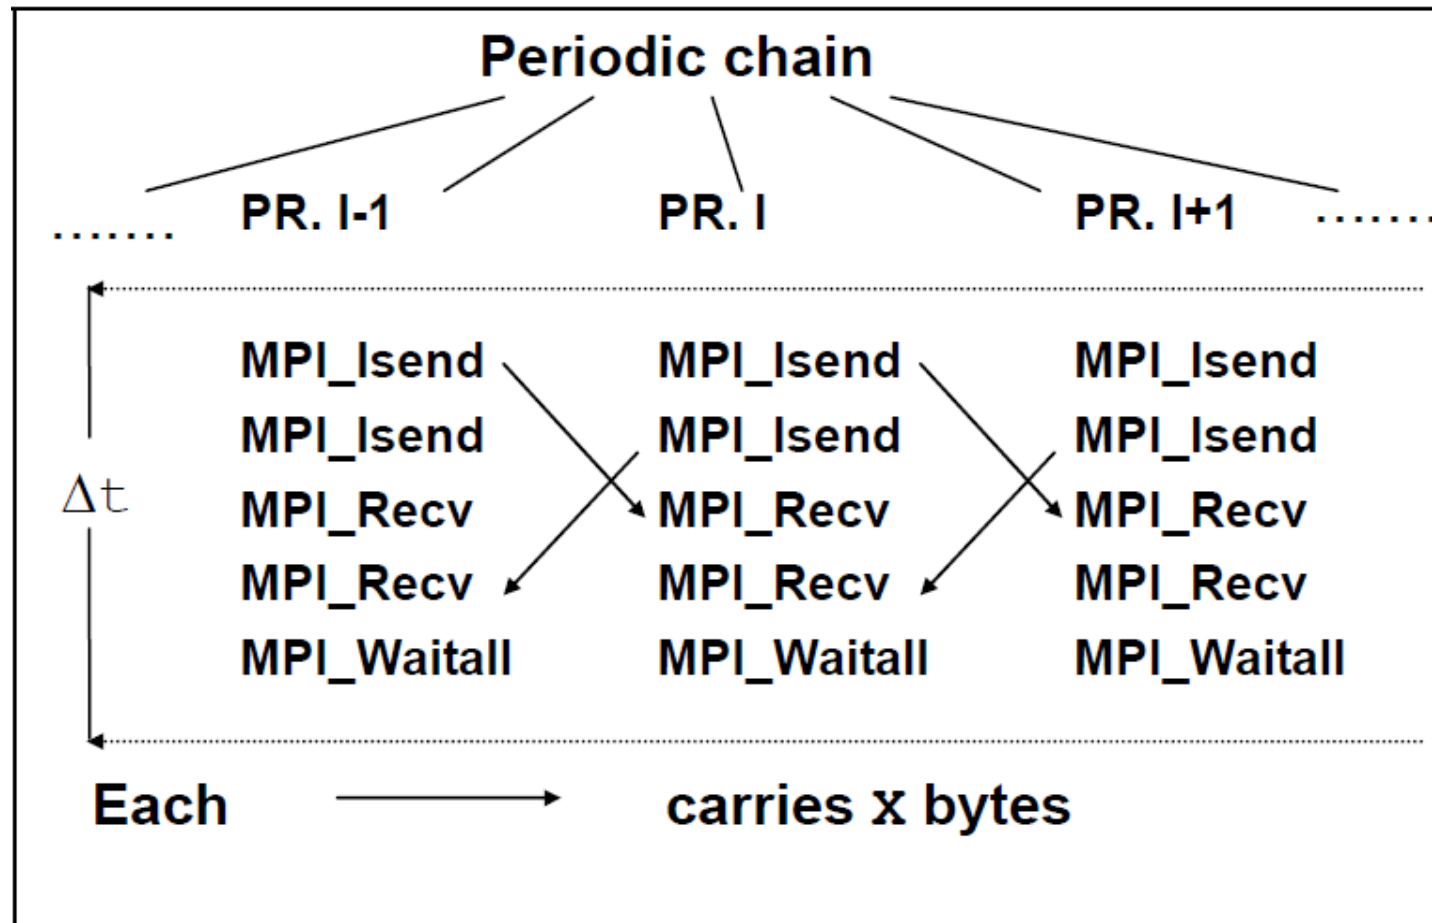 Periodic chain
....... PR. I-1 PR. I PR. I+1 .......
MPI_Isend MPI_Isend MPI_Isend
MPI_Isend MPI_Isend MPI_Isend
Δt MPI_Recv MPI_Recv MPI_Recv
MPI_Recv MPI_Recv MPI_Recv
MPI_Waitall MPI_Waitall MPI_Waitall
Each carries x bytes